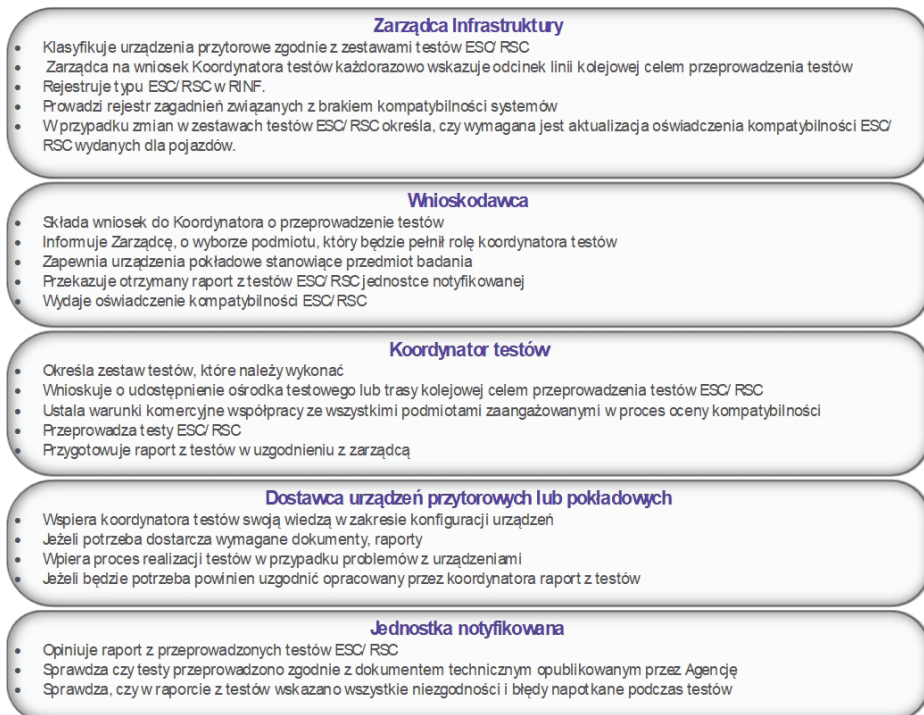 Zarządca Infrastruktury
• Klasyfikuje urządzenia przytorowe zgodnie z zestawami testów ESC/ RSC
• Zarządca na wniosek Koordynatora testów każdorazowo wskazuje odcinek linii kolejowej celem przeprowadzenia testów
• Rejestruje typu ESC/ RSC w RINF.
• Prowadzi rejestr zagadnień związanych z brakiem kompatybilności systemów
• W przypadku zmian w zestawach testów ESC/ RSC określa, czy wymagana jest aktualizacja oświadczenia kompatybilności ESC/
RSC wydanych dla pojazdów.
Wnioskodawca
• Składa wniosek do Koordynatora o przeprowadzenie testów
• Informuje Zarządcę, o wyborze podmiotu, który będzie pełnił rolę koordynatora testów
• Zapewnia urządzenia pokładowe stanowiące przedmiot badania
• Przekazuje otrzymany raport z testów ESC/ RSC jednostce notyfikowanej
• Wydaje oświadczenie kompatybilności ESC/ RSC
Koordynator testów
• Określa zestaw testów, które należy wykonać
• Wnioskuje o udostępnienie ośrodka testowego lub trasy kolejowej celem przeprowadzenia testów ESC/ RSC
• Ustala warunki komercyjne współpracy ze wszystkimi podmiotami zaangażowanymi w proces oceny kompatybilności
• Przeprowadza testy ESC/ RSC
• Przygotowuje raport z testów w uzgodnieniu z zarządcą
Dostawca urządzeń przytorowych lub pokładowych
• Wspiera koordynatora testów swoją wiedzą w zakresie konfiguracji urządzeń
• Jeżeli potrzeba dostarcza wymagane dokumenty, raporty
• Wpiera proces realizacji testów w przypadku problemów z urządzeniami
• Jeżeli będzie potrzeba powinien uzgodnić opracowany przez koordynatora raport z testów
Jednostka notyfikowana
• Opiniuje raport z przeprowadzonych testów ESC/ RSC
• Sprawdza czy testy przeprowadzono zgodnie z dokumentem technicznym opublikowanym przez Agencję
• Sprawdza, czy w raporcie z testów wskazano wszystkie niezgodności i błędy napotkane podczas testów